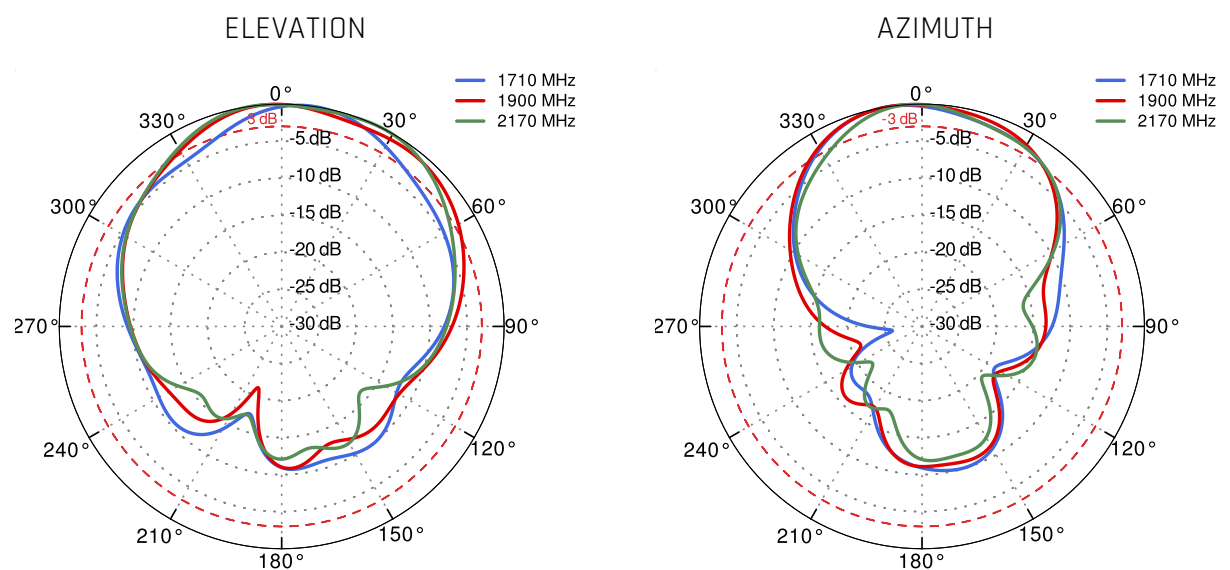 ELEVATION
1710 MHz
1900 MHz
2170 MHz
0°
30°
60°
90°
120°
150°
180°
210°
240°
270°
300°
330°
3 dB
-5 dB
-10 dB
-15 dB
-20 dB
-25 dB
-30 dB
AZIMUTH
1710 MHz
1900 MHz
2170 MHz
0°
30°
60°
90°
120°
150°
180°
210°
240°
270°
300°
330°
-3 dB
-5 dB
-10 dB
-15 dB
-20 dB
-25 dB
-30 dB